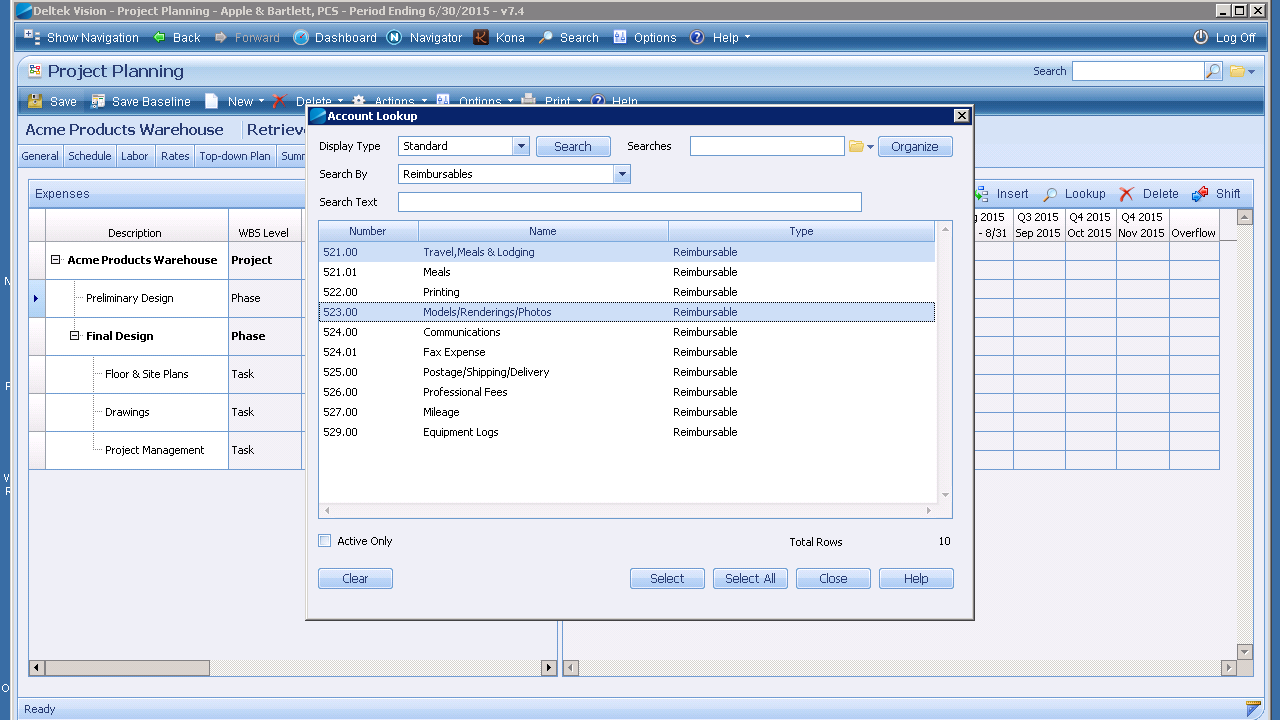 Deltek Vision - Project Planning - Apple & Bartlett, PCS - Period Ending 6/30/2015 - v7.4
Show Navigation Back Forward Dashboard Navigator Kona Search Options Help Log Off
Project Planning Search
Save Save Baseline New Delete Actions Options Print Help
Acme Products Warehouse Retrieve
General Schedule Labor Rates Top-down Plan Summ
Account Lookup
Display Type Standard Search Searches Organize
Search By Reimbursables
Search Text
Expenses Insert Lookup Delete Shift
Description WBS Level
2015 Q3 2015 Q4 2015 Q4 2015
- 8/31 Sep 2015 Oct 2015 Nov 2015 Overflow
Acme Products Warehouse Project
Preliminary Design Phase
Final Design Phase
Floor & Site Plans Task
Drawings Task
Project Management Task
Number Name Type
521.00 Travel,Meals & Lodging Reimbursable
521.01 Meals Reimbursable
522.00 Printing Reimbursable
523.00 Models/Renderings/Photos Reimbursable
524.00 Communications Reimbursable
524.01 Fax Expense Reimbursable
525.00 Postage/Shipping/Delivery Reimbursable
526.00 Professional Fees Reimbursable
527.00 Mileage Reimbursable
529.00 Equipment Logs Reimbursable
Active Only Total Rows 10
Clear Select Select All Close Help
Ready